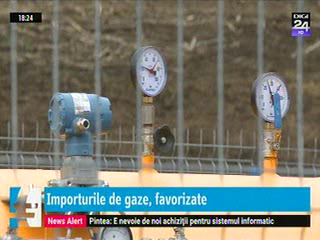 18:24
DIGI
24
HD
Importurile de gaze, favorizate
News Alert
Pintea: E nevoie de noi achiziții pentru sistemul informatic